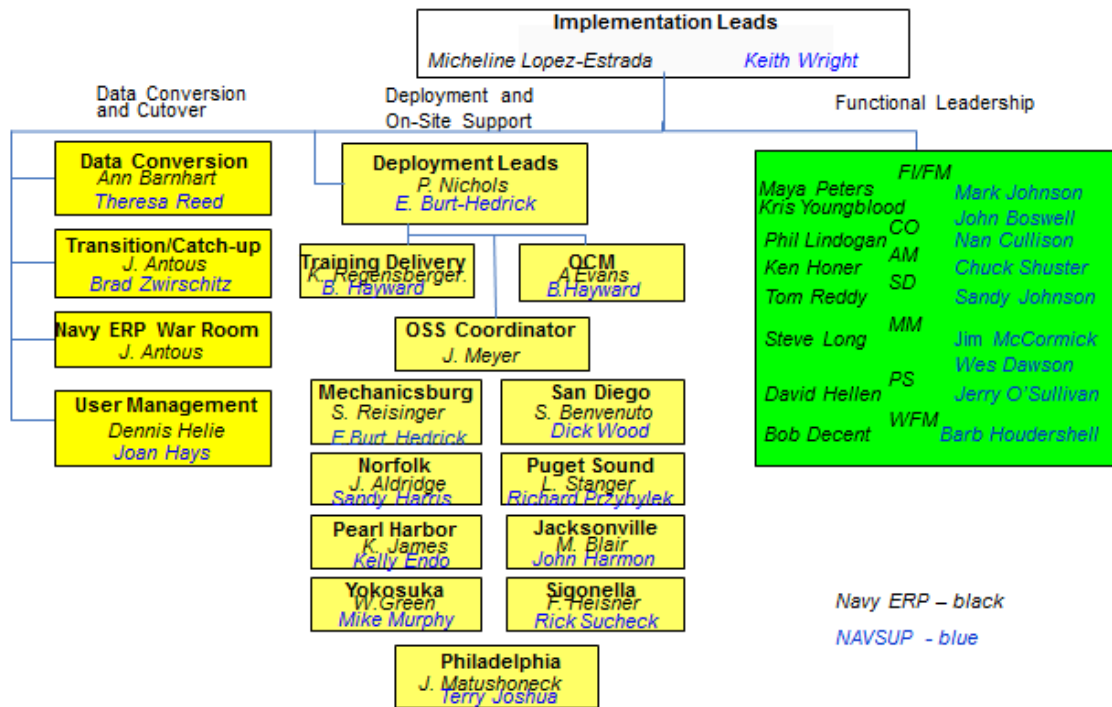 Implementation Leads
Micheline Lopez-Estrada Keith Wright
Data Conversion
and Cutover
Deployment and
On-Site Support
Functional Leadership
Data Conversion
Ann Barnhart
Theresa Reed
Transition/Catch-up
J. Antous
Brad Zwirschitz
Navy ERP War Room
J. Antous
User Management
Dennis Helie
Joan Hays
Deployment Leads
P. Nichols
E. Burt-Hedrick
Training Delivery
K. Regensberger.
B. Hayward
OCM
A Evans
B.Hayward
OSS Coordinator
J. Meyer
Mechanicsburg
S. Reisinger
E.Burt Hedrick
San Diego
S. Benvenuto
Dick Wood
Norfolk
J. Aldridge
Sandy Harris
Puget Sound
L. Stanger
Richard Przybylek
Pearl Harbor
K. James
Kelly Endo
Jacksonville
M. Blair
John Harmon
Yokosuka
W.Green
Mike Murphy
Sigonella
F. Heisner
Rick Sucheck
Philadelphia
J. Matushoneck
Terry Joshua
FI/FM
Maya Peters Mark Johnson
Kris Youngblood John Boswell
CO
Phil Lindogan Nan Cullison
AM
Ken Honer Chuck Shuster
SD
Tom Reddy Sandy Johnson
MM
Steve Long Jim McCormick
Wes Dawson
PS
David Hellen Jerry O'Sullivan
WFM
Bob Decent Barb Houdershell
Navy ERP – black
NAVSUP - blue